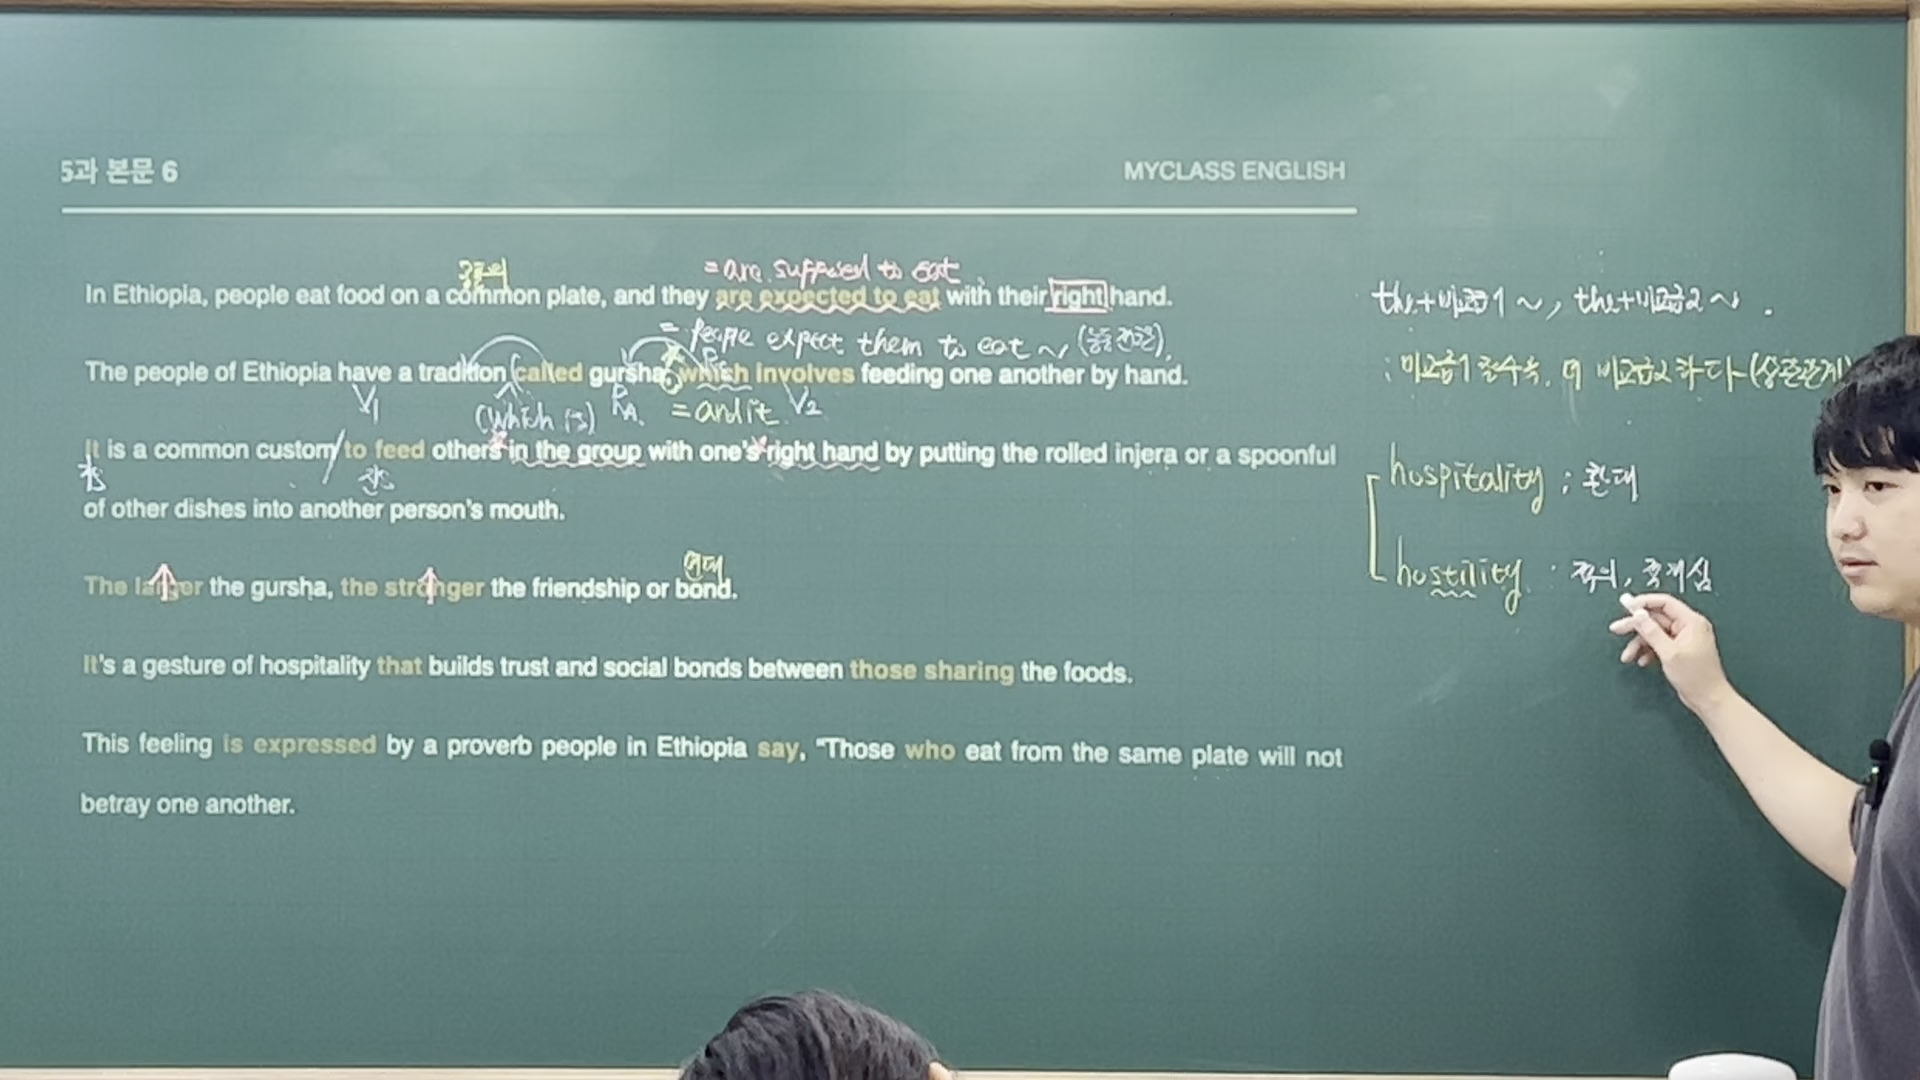 5과 본문 6
MYCLASS ENGLISH
공통의
= are supposed to eat
In Ethiopia, people eat food on a common plate, and they are expected to eat with their right hand.
= people expect them to eat ~ (능동전환).
The people of Ethiopia have a tradition called gursha, which involves feeding one another by hand.
V1
(which is)
= and it
V2
It is a common custom / to feed others in the group with one's right hand by putting the rolled injera or a spoonful
of other dishes into another person's mouth.
연대
The larger the gursha, the stronger the friendship or bond.
It's a gesture of hospitality that builds trust and social bonds between those sharing the foods.
This feeling is expressed by a proverb people in Ethiopia say, “Those who eat from the same plate will not
betray one another.
the+비교급1 ~, the+비교급2 ~ .
: 비교급1 할수록, 더 비교급2 하다 (상관관계)
hospitality : 환대
hostility : 적의, 적개심